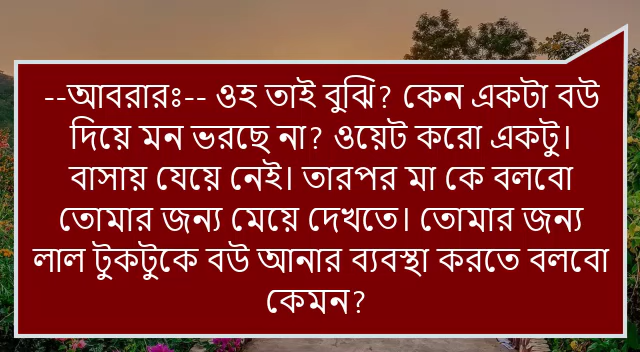 --আবরারঃ-- ওহ তাই বুঝি? কেন একটা বউ
দিয়ে মন ভরছে না? ওয়েট করো একটু।
বাসায় যেয়ে নেই। তারপর মা কে বলবো
তোমার জন্য মেয়ে দেখতে। তোমার জন্য
লাল টুকটুকে বউ আনার ব্যবস্থা করতে বলবো
কেমন?